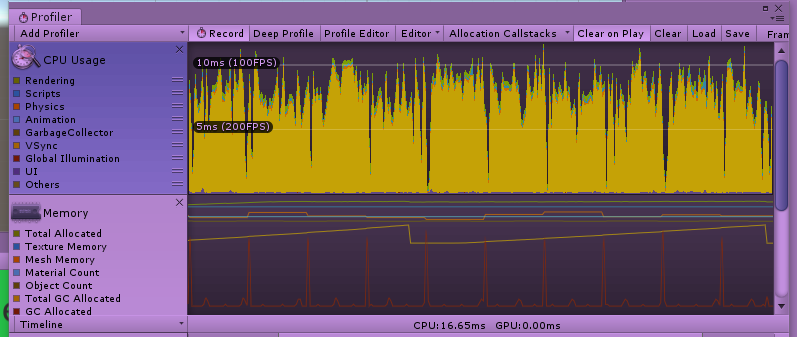 Profiler
Add Profiler Record Deep Profile Profile Editor Editor Allocation Callstacks Clear on Play Clear Load Save Fram
CPU Usage
Rendering
Scripts
Physics
Animation
GarbageCollector
VSync
Global Illumination
UI
Others
10ms (100FPS)
5ms (200FPS)
Memory
Total Allocated
Texture Memory
Mesh Memory
Material Count
Object Count
Total GC Allocated
GC Allocated
Timeline CPU:16.65ms GPU:0.00ms